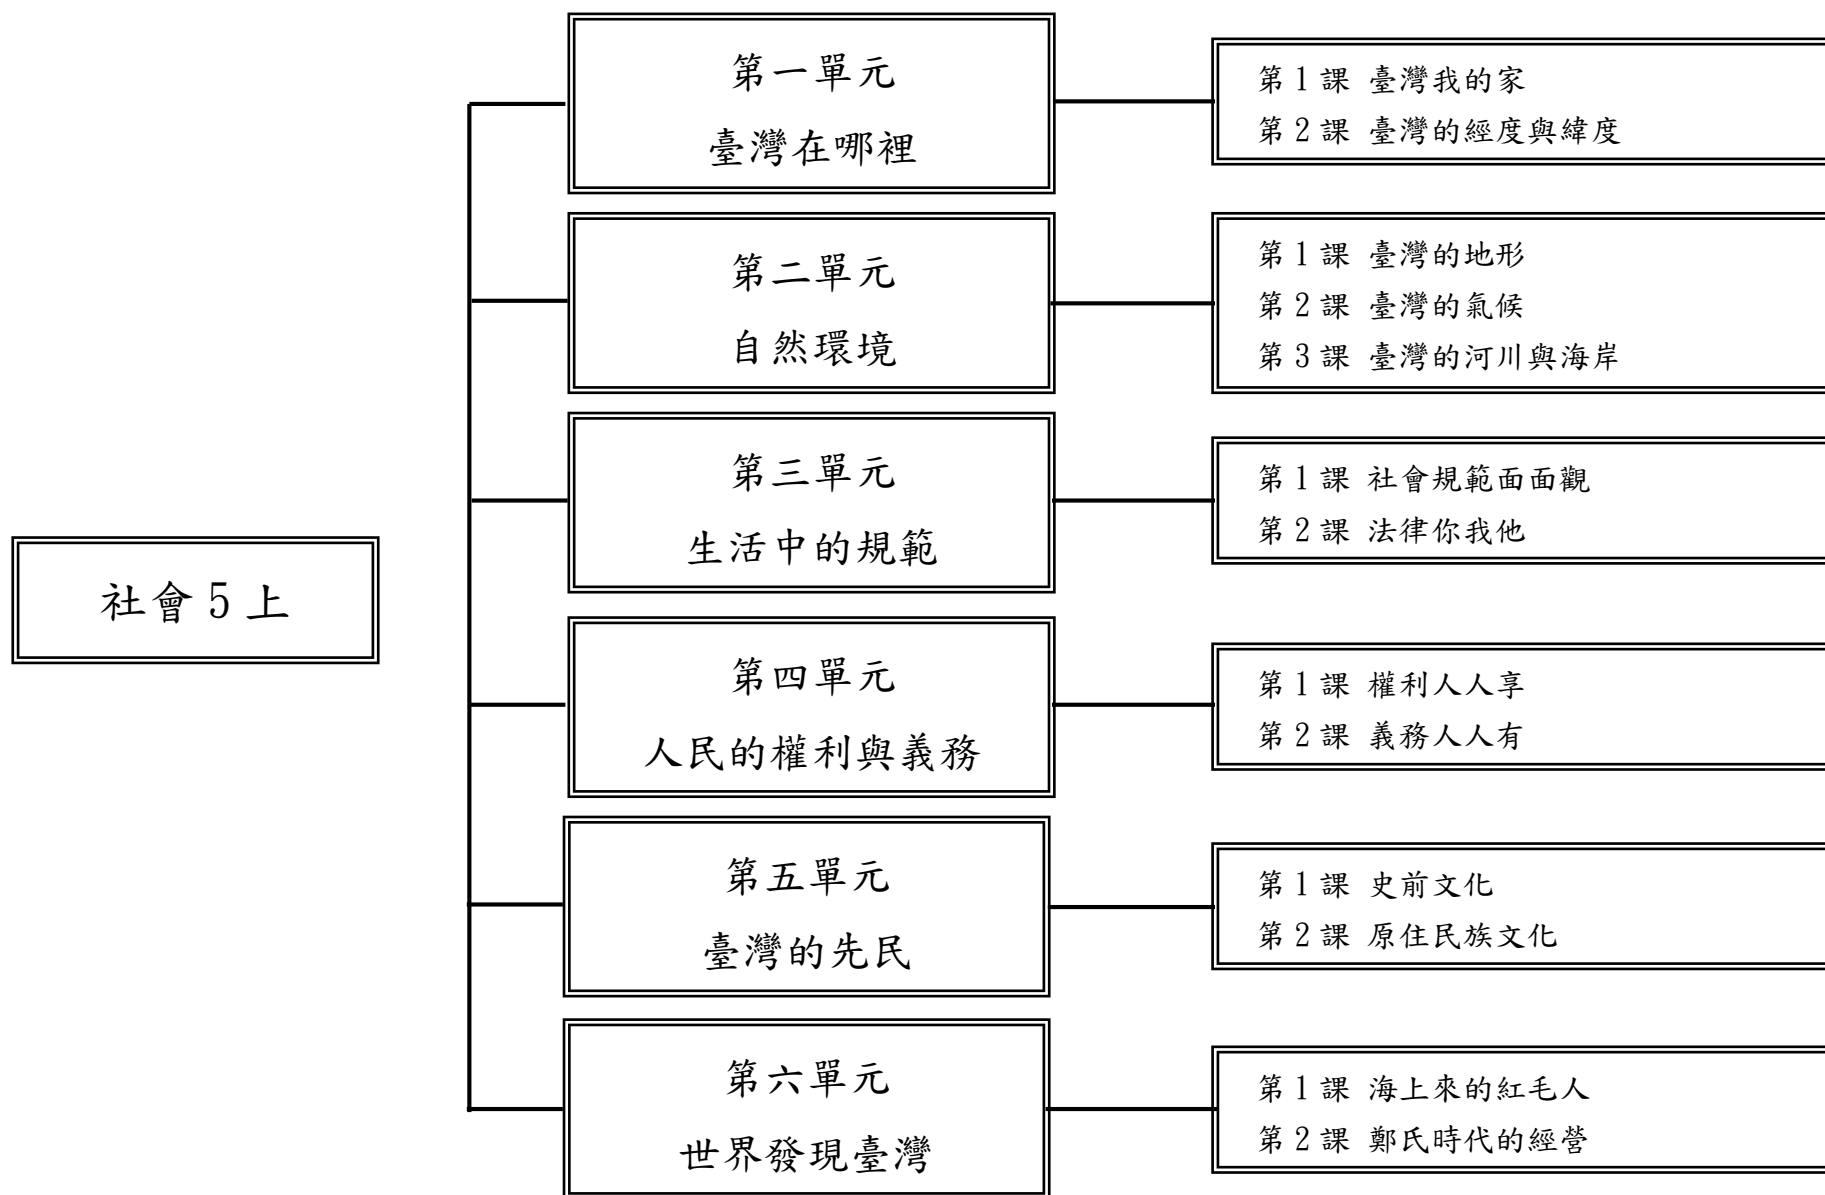 社會 5 上
第一單元
臺灣在哪裡
第 1 課 臺灣我的家
第 2 課 臺灣的經度與緯度
第二單元
自然環境
第 1 課 臺灣的地形
第 2 課 臺灣的氣候
第 3 課 臺灣的河川與海岸
第三單元
生活中的規範
第 1 課 社會規範面面觀
第 2 課 法律你我他
第四單元
人民的權利與義務
第 1 課 權利人人享
第 2 課 義務人人有
第五單元
臺灣的先民
第 1 課 史前文化
第 2 課 原住民族文化
第六單元
世界發現臺灣
第 1 課 海上來的紅毛人
第 2 課 鄭氏時代的經營